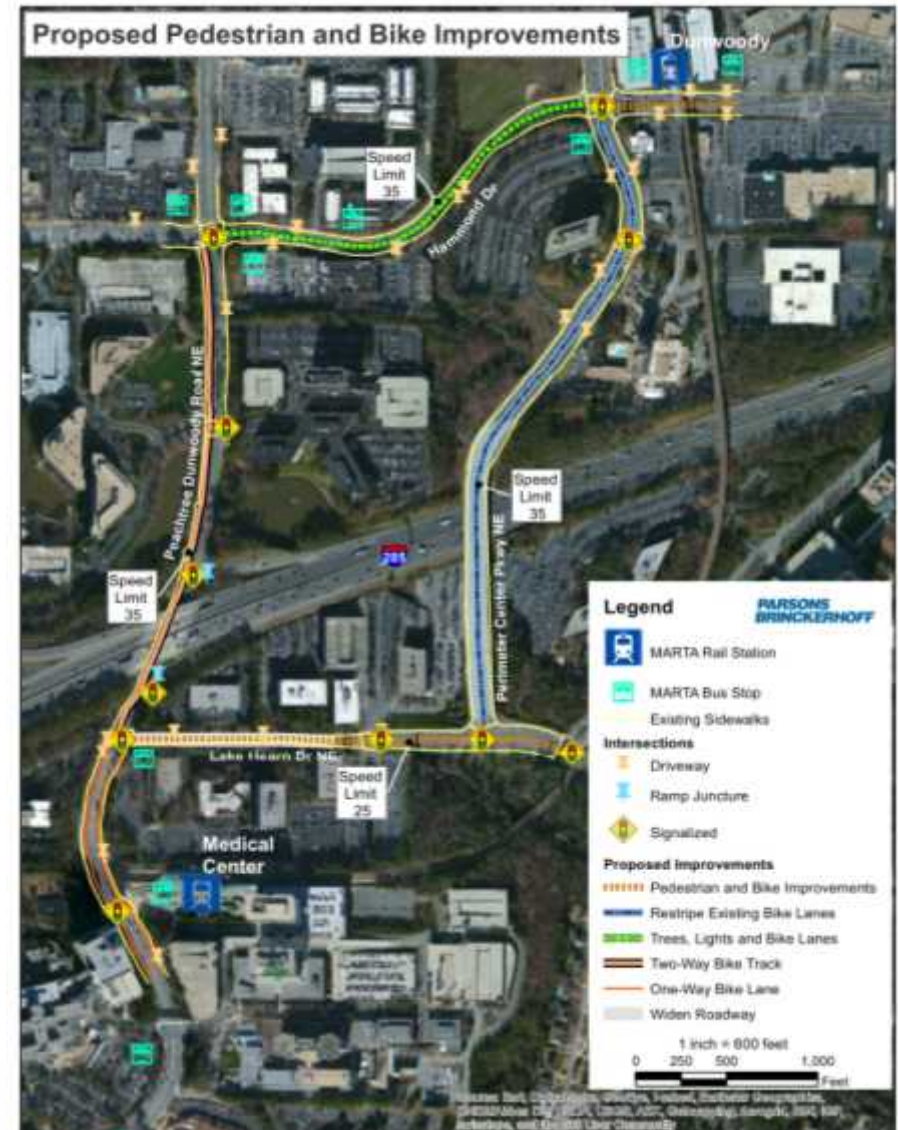 Proposed Pedestrian and Bike Improvements
Dunwoody
Speed
Limit
35
Hammond Dr
Peachtree Dunwoody Road NE
Speed
Limit
35
Perimeter Center Pkwy NE
285
Speed
Limit
35
Lake Hearn Dr NE
Speed
Limit
25
Medical
Center
Legend
PARSONS
BRINCKERHOFF
MARTA Rail Station
MARTA Bus Stop
Existing Sidewalks
Intersections
Driveway
Ramp Juncture
Signalized
Proposed Improvements
Pedestrian and Bike Improvements
Restripe Existing Bike Lanes
Trees, Lights and Bike Lanes
Two-Way Bike Track
One-Way Bike Lane
Widen Roadway
1 inch = 600 feet
0 250 500 1,000
Feet